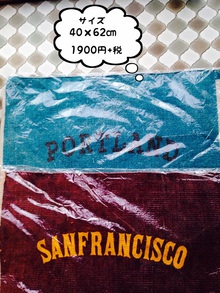 サイズ
40×62㎝
1900円+税
PORTLAND
SANFRANCISCO